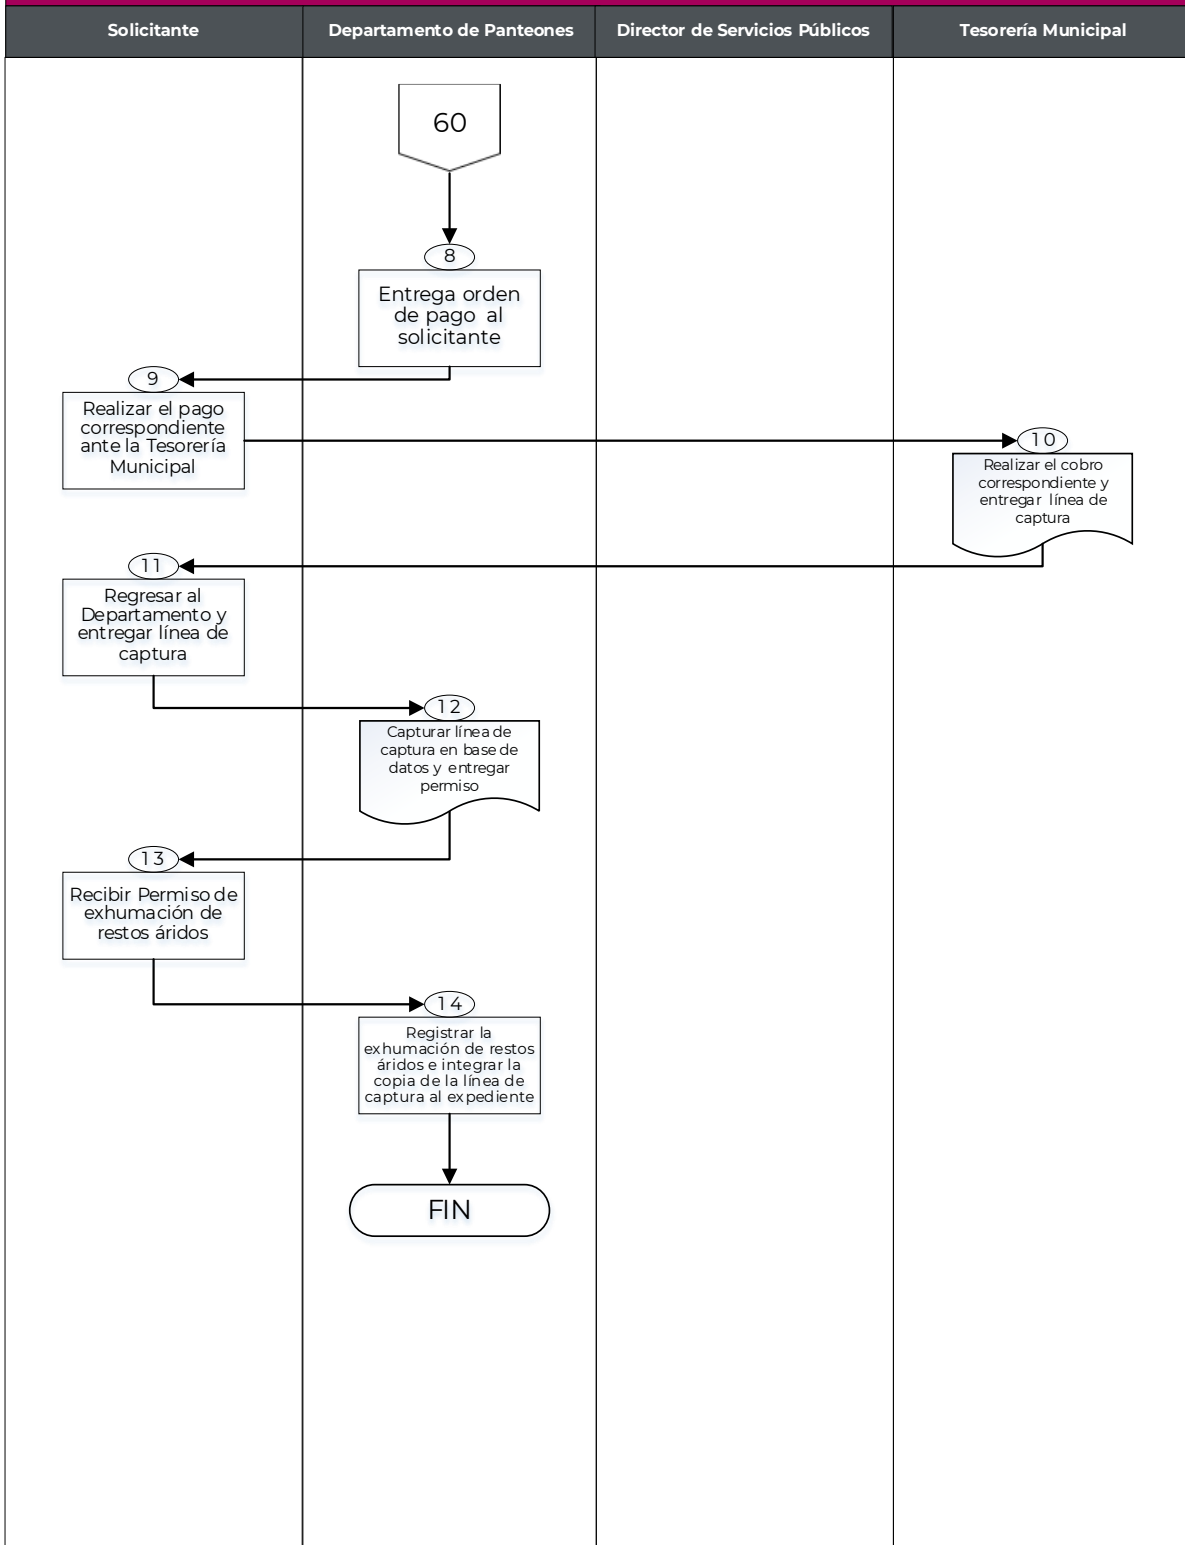 Solicitante
Departamento de Panteones
Director de Servicios Públicos
Tesorería Municipal
60
8
Entrega orden
de pago al
solicitante
9
Realizar el pago
correspondiente
ante la Tesorería
Municipal
10
Realizar el cobro
correspondiente y
entregar línea de
captura
11
Regresar al
Departamento y
entregar línea de
captura
12
Capturar línea de
captura en base de
datos y entregar
permiso
13
Recibir Permiso de
exhumación de
restos áridos
14
Registrar la
exhumación de restos
áridos e integrar la
copia de la línea de
captura al expediente
FIN